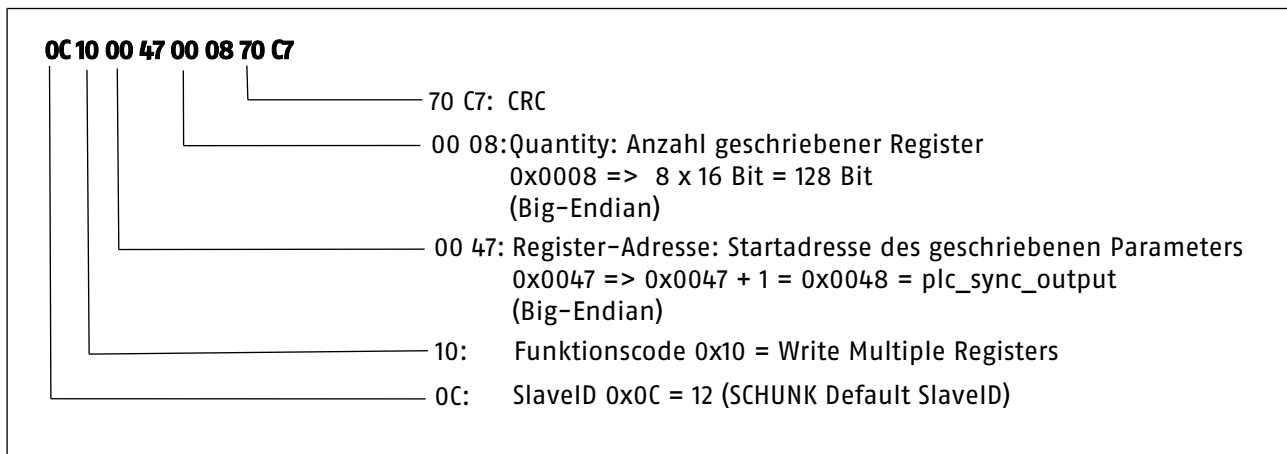 0C 10 00 47 00 08 70 C7
70 C7: CRC
00 08:Quantity: Anzahl geschriebener Register
0x0008 => 8 x 16 Bit = 128 Bit
(Big-Endian)
00 47: Register-Adresse: Startadresse des geschriebenen Parameters
0x0047 => 0x0047 + 1 = 0x0048 = plc_sync_output
(Big-Endian)
10: Funktionscode 0x10 = Write Multiple Registers
0C: SlaveID 0x0C = 12 (SCHUNK Default SlaveID)